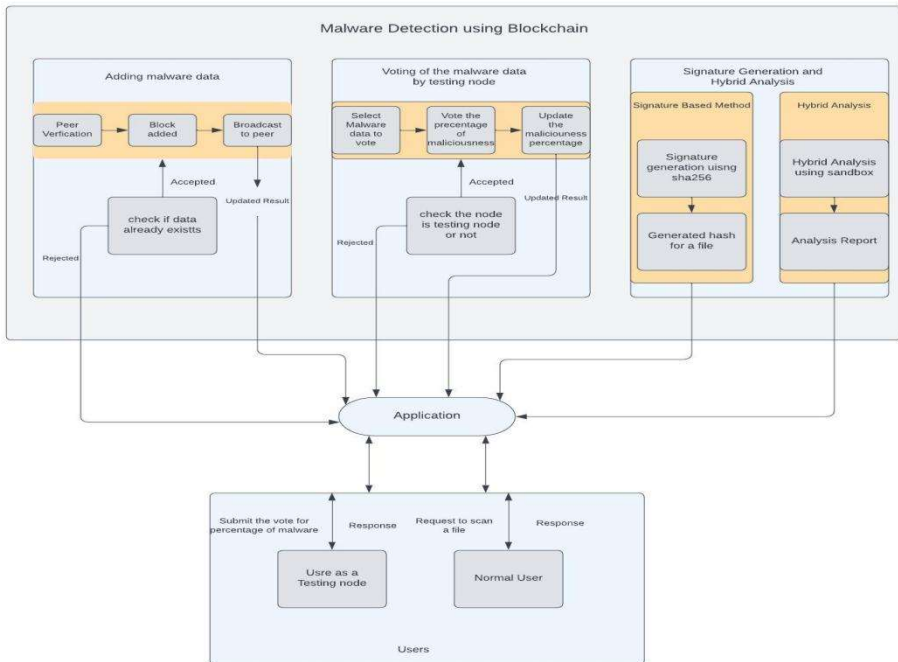 Malware Detection using Blockchain
Adding malware data
Peer
Verfication
Block
added
Broadcast
to peer
Accepted
Updated Result
check if data
already existts
Rejected
Voting of the malware data
by testing node
Select
Malware
data to
vote
Vote the
precentage
of
maliciousness
Update
the
maliciouness
percentage
Accepted
Updated Result
check the node
is testing node
or not
Rejected
Signature Generation and
Hybrid Analysis
Signature Based Method
Signature
generation uisng
sha256
Generated hash
for a file
Hybrid Analysis
Hybrid Analysis
using sandbox
Analysis Report
Application
Submit the vote for
percentage of malware
Response
Request to scan
a file
Response
Usre as a
Testing node
Normal User
Users